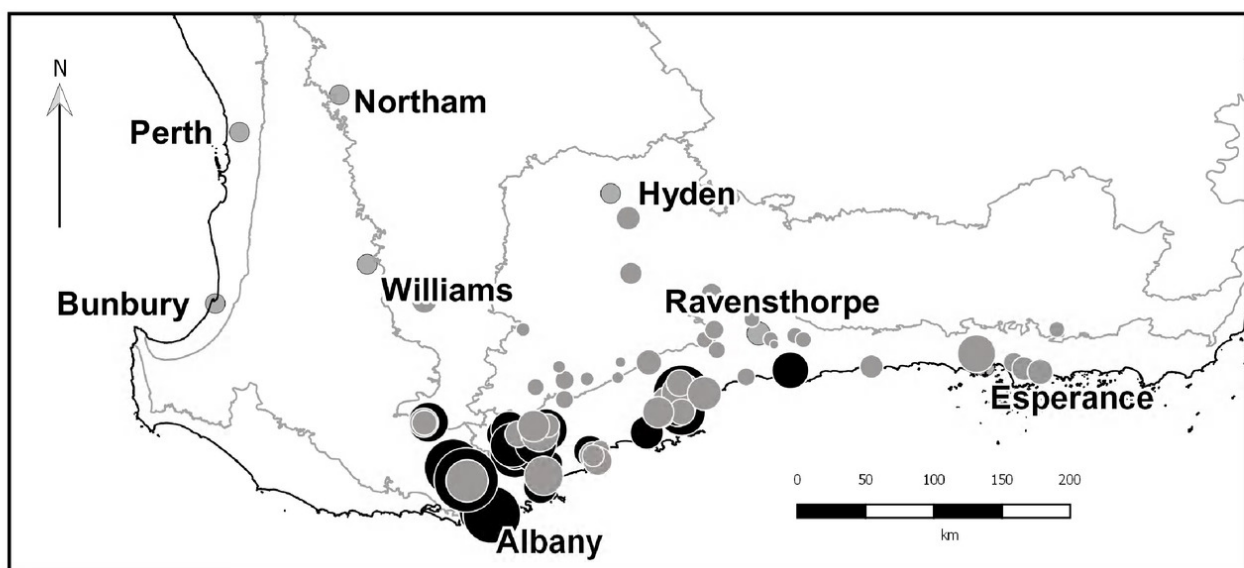 N
Northam
Perth
Hyden
Williams
Bunbury
Ravensthorpe
Esperance
0 50 100 150 200
km
Albany